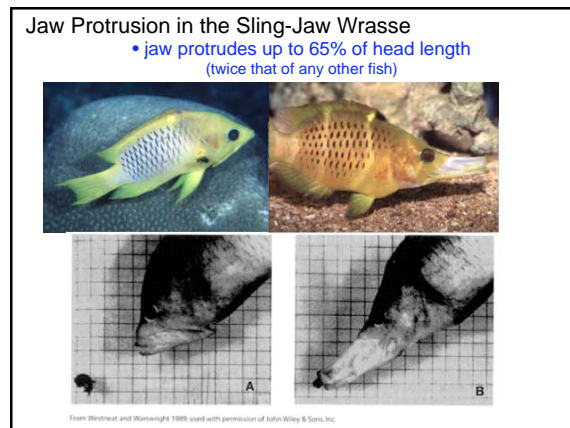 Jaw Protrusion in the Sling-Jaw Wrasse
• jaw protrudes up to 65% of head length
(twice that of any other fish)
A
B
From Westneat and Wainwright 1989, used with permission of John Wiley & Sons, Inc.